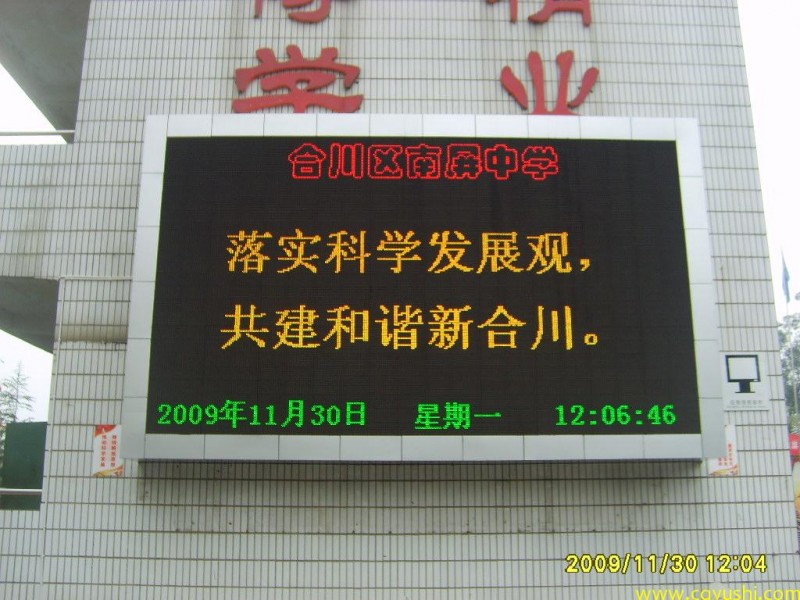 学 业
合川区南屏中学
落实科学发展观，
共建和谐新合川。
2009年11月30日 星期一 12:06:46
2009/11/30 12:04
www.cqyushi.com